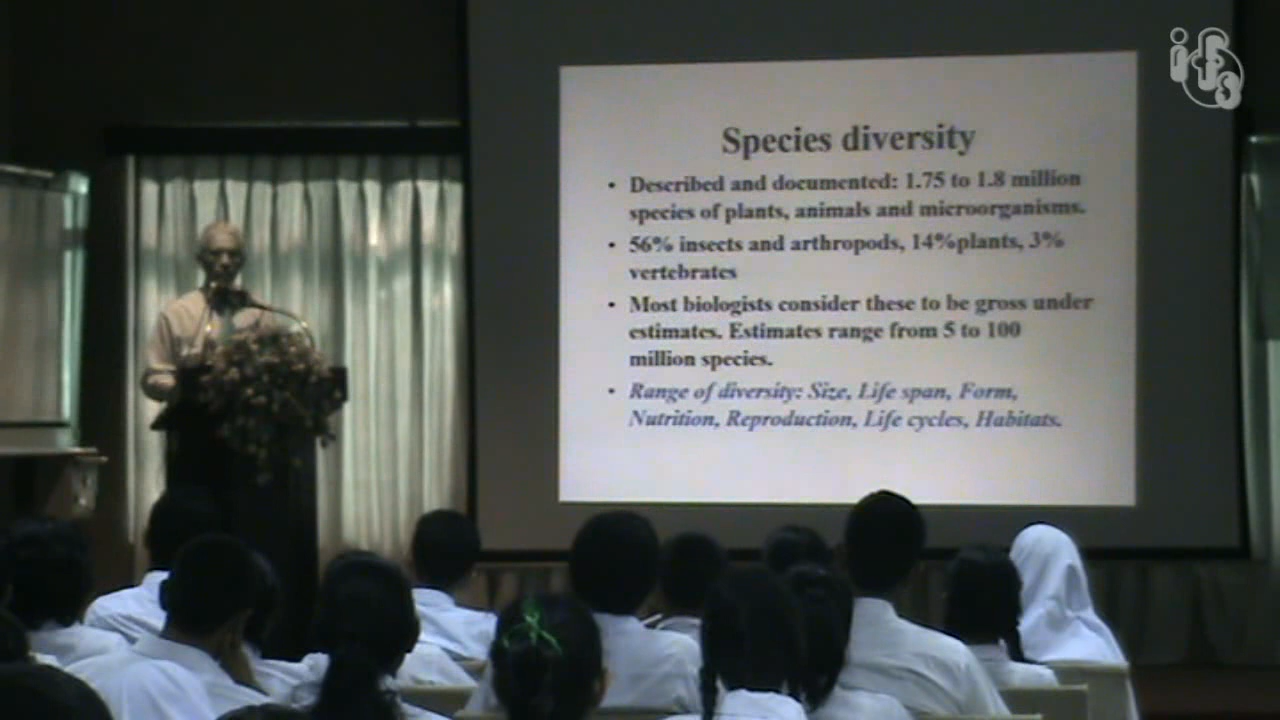 Species diversity
• Described and documented: 1.75 to 1.8 million
species of plants, animals and microorganisms.
• 56% insects and arthropods, 14%plants, 3%
vertebrates
• Most biologists consider these to be gross under
estimates. Estimates range from 5 to 100
million species.
• Range of diversity: Size, Life span, Form,
Nutrition, Reproduction, Life cycles, Habitats.